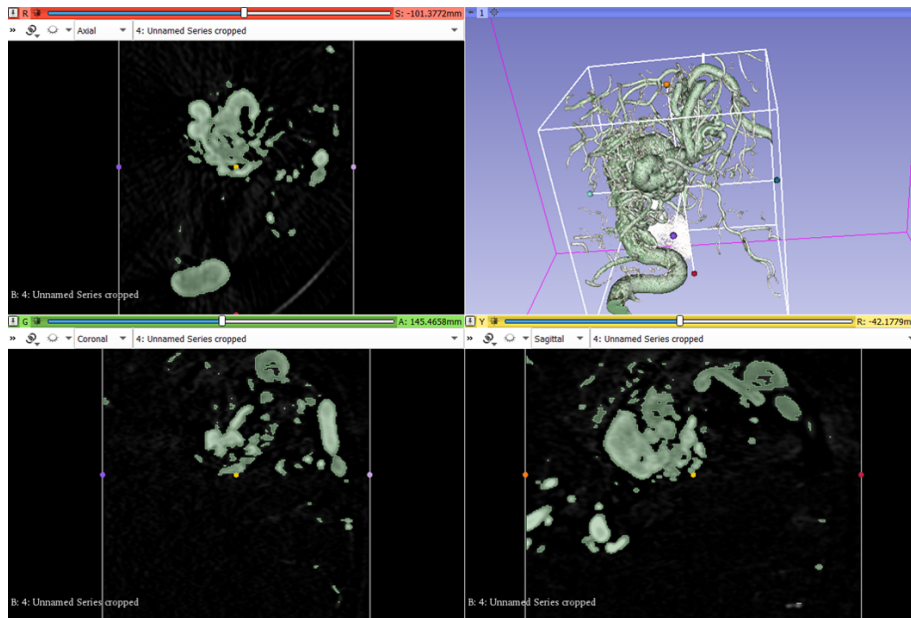 R S: -101.3772mm
» Axial 4: Unnamed Series cropped
B: 4: Unnamed Series cropped
1
G A: 145.4658mm
» Coronal 4: Unnamed Series cropped
B: 4: Unnamed Series cropped
Y R: -42.1779m
» Sagittal 4: Unnamed Series cropped
B: 4: Unnamed Series cropped